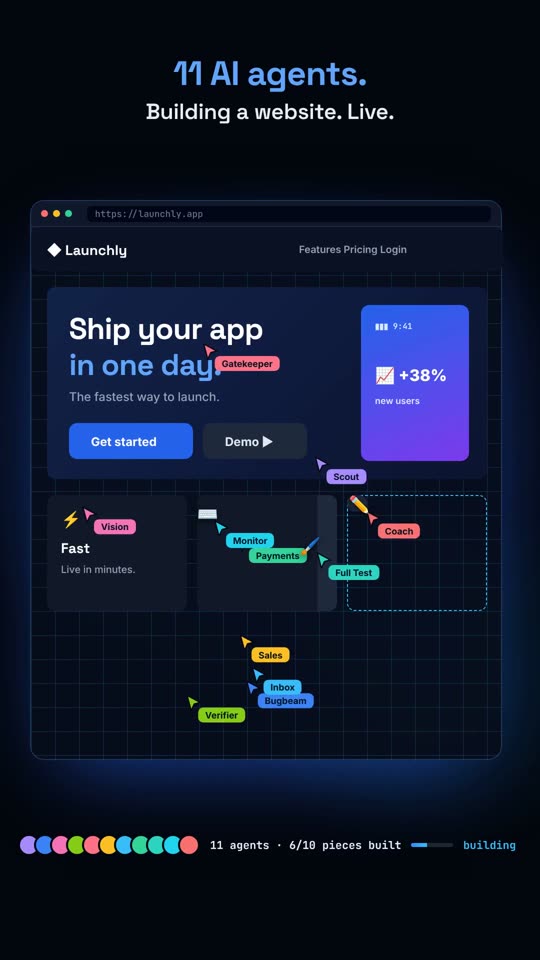 11 AI agents.
Building a website. Live.
https://launchly.app
Launchly
Features Pricing Login
Ship your app
in one day.
Gatekeeper
The fastest way to launch.
Get started
Demo ▶
9:41
+38%
new users
Scout
Vision
Fast
Live in minutes.
Monitor
Payments
Full Test
Coach
Sales
Inbox
Bugbeam
Verifier
11 agents · 6/10 pieces built
building